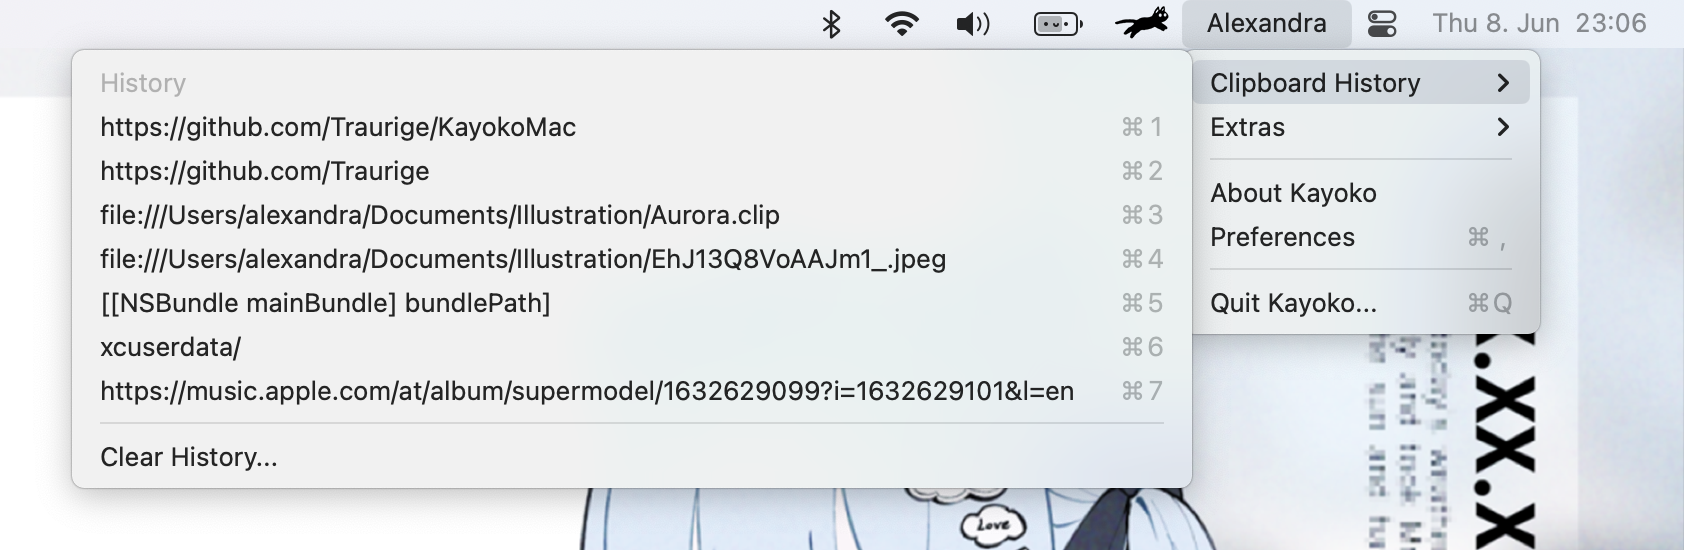 Alexandra Thu 8. Jun 23:06
History
https://github.com/Traurige/KayokoMac ⌘1
https://github.com/Traurige ⌘2
file:///Users/alexandra/Documents/Illustration/Aurora.clip ⌘3
file:///Users/alexandra/Documents/Illustration/EhJ13Q8VoAAJm1_.jpeg ⌘4
[[NSBundle mainBundle] bundlePath] ⌘5
xcuserdata/ ⌘6
https://music.apple.com/at/album/supermodel/1632629099?i=1632629101&l=en ⌘7
Clear History...
Clipboard History
Extras
About Kayoko
Preferences ⌘,
Quit Kayoko... ⌘Q
x.xx.x
Love